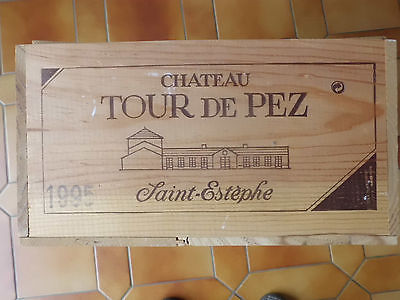 CHATEAU
TOUR DE PEZ
1995
Saint-Estèphe